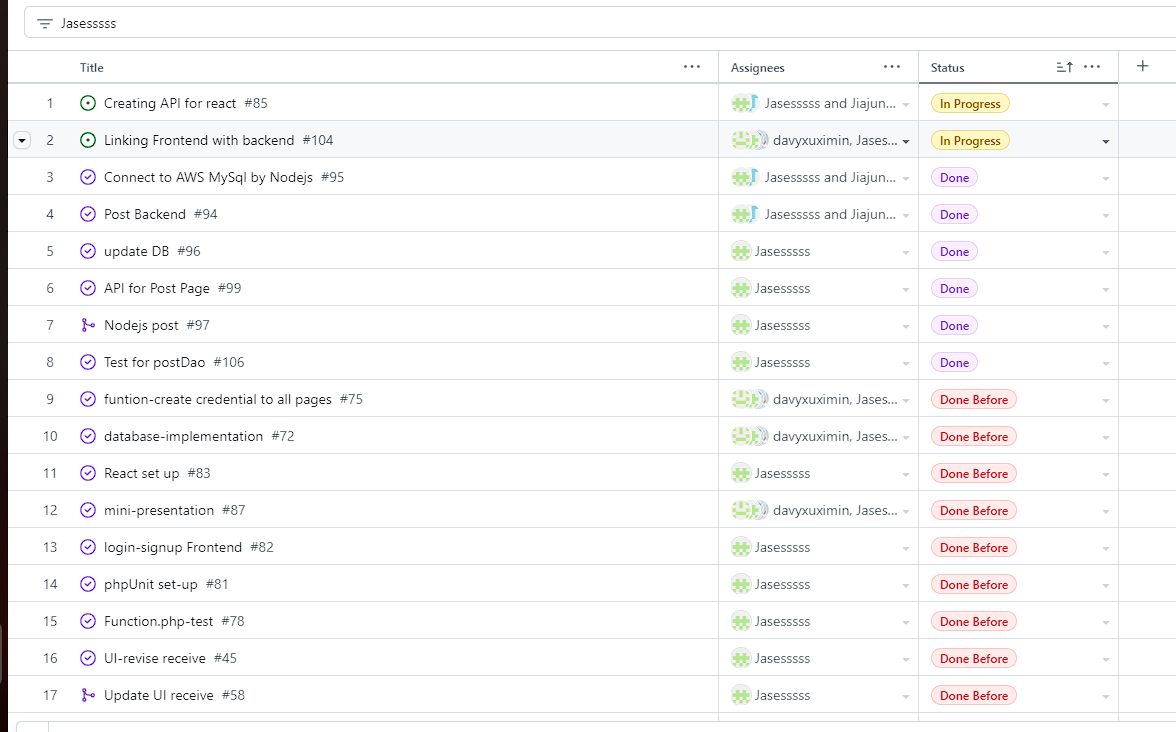 Jasesssss
Title ... Assignees ... Status ... +
1 Creating API for react #85 Jasesssss and Jiajun... In Progress
2 Linking Frontend with backend #104 davyxuximin, Jases... In Progress
3 Connect to AWS MySql by Nodejs #95 Jasesssss and Jiajun... Done
4 Post Backend #94 Jasesssss and Jiajun... Done
5 update DB #96 Jasesssss Done
6 API for Post Page #99 Jasesssss Done
7 Nodejs post #97 Jasesssss Done
8 Test for postDao #106 Jasesssss Done
9 funtion-create credential to all pages #75 davyxuximin, Jases... Done Before
10 database-implementation #72 davyxuximin, Jases... Done Before
11 React set up #83 Jasesssss Done Before
12 mini-presentation #87 davyxuximin, Jases... Done Before
13 login-signup Frontend #82 Jasesssss Done Before
14 phpUnit set-up #81 Jasesssss Done Before
15 Function.php-test #78 Jasesssss Done Before
16 UI-revise receive #45 Jasesssss Done Before
17 Update UI receive #58 Jasesssss Done Before